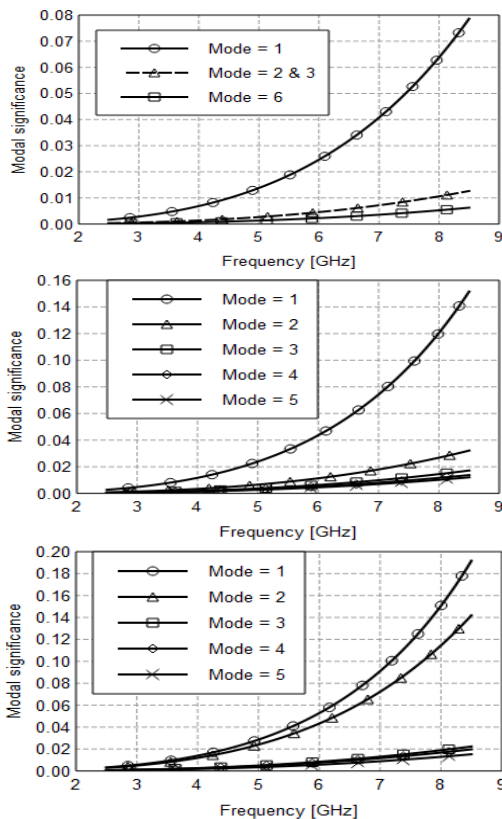 0.08
0.07
0.06
0.05
0.04
0.03
0.02
0.01
0.00
Modal significance
Mode = 1
Mode = 2 & 3
Mode = 6
2 3 4 5 6 7 8 9
Frequency [GHz]
0.16
0.14
0.12
0.10
0.08
0.06
0.04
0.02
0.00
Modal significance
Mode = 1
Mode = 2
Mode = 3
Mode = 4
Mode = 5
2 3 4 5 6 7 8 9
Frequency [GHz]
0.20
0.18
0.16
0.14
0.12
0.10
0.08
0.06
0.04
0.02
0.00
Modal significance
Mode = 1
Mode = 2
Mode = 3
Mode = 4
Mode = 5
2 3 4 5 6 7 8 9
Frequency [GHz]